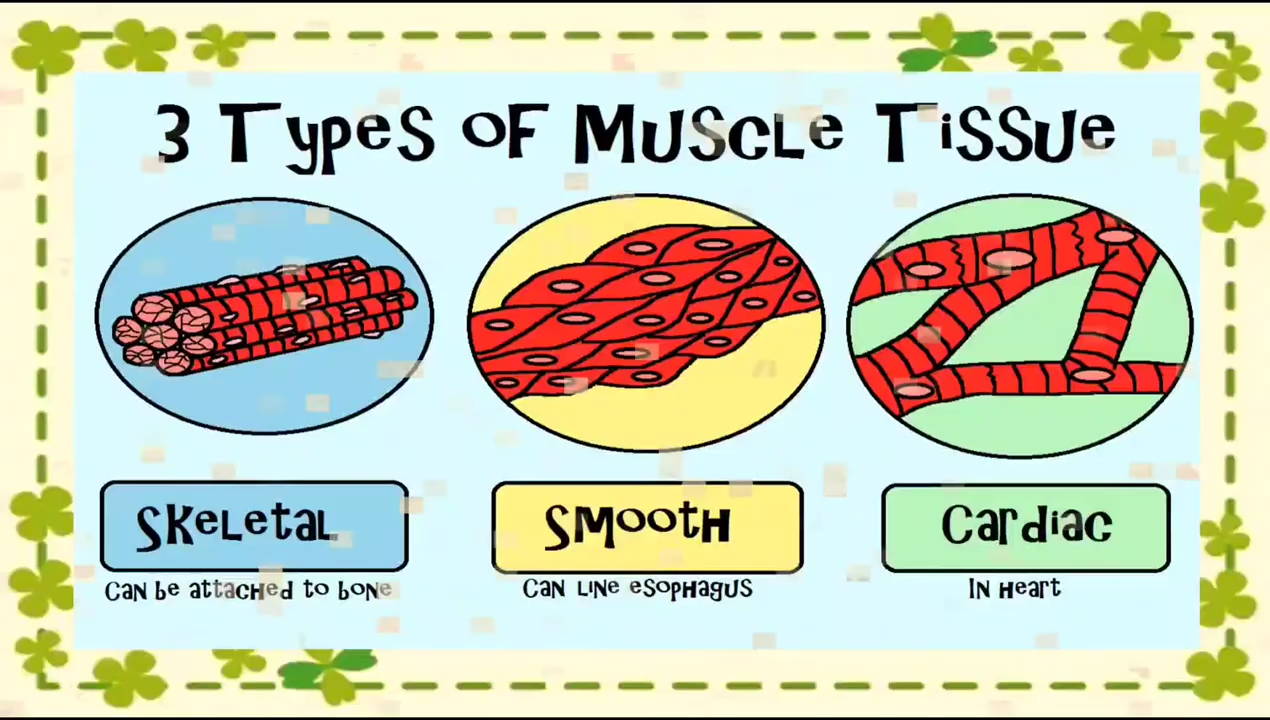 3 Types of Muscle Tissue
Skeletal
Smooth
Cardiac
Can be attached to bone
Can line esophagus
In heart